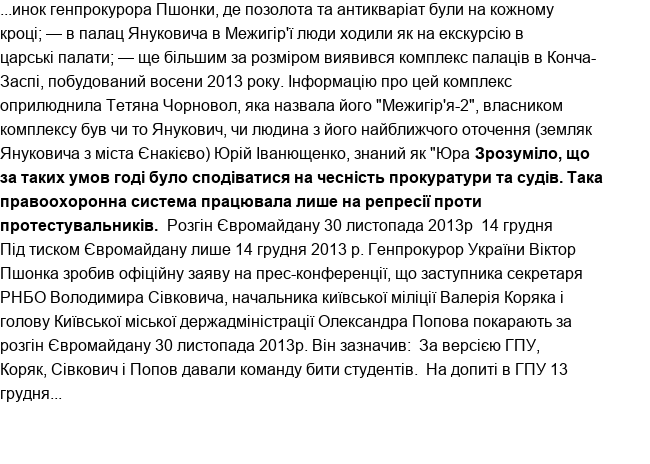 ...инок генпрокурора Пшонки, де позолота та антикваріат були на кожному
кроці; — в палац Януковича в Межигір'ї люди ходили як на екскурсію в
царські палати; — ще більшим за розміром виявився комплекс палаців в Конча-
Заспі, побудований восени 2013 року. Інформацію про цей комплекс
оприлюднила Тетяна Чорновол, яка назвала його "Межигір'я-2", власником
комплексу був чи то Янукович, чи людина з його найближчого оточення (земляк
Януковича з міста Єнакієво) Юрій Іванющенко, знаний як "Юра Зрозуміло, що
за таких умов годі було сподіватися на чесність прокуратури та судів. Така
правоохоронна система працювала лише на репресії проти
протестувальників.  Розгін Євромайдану 30 листопада 2013р  14 грудня
Під тиском Євромайдану лише 14 грудня 2013 р. Генпрокурор України Віктор
Пшонка зробив офіційну заяву на прес-конференції, що заступника секретаря
РНБО Володимира Сівковича, начальника київської міліції Валерія Коряка і
голову Київської міської держадміністрації Олександра Попова покарають за
розгін Євромайдану 30 листопада 2013р. Він зазначив:  За версією ГПУ,
Коряк, Сівкович і Попов давали команду бити студентів.  На допиті в ГПУ 13
грудня...